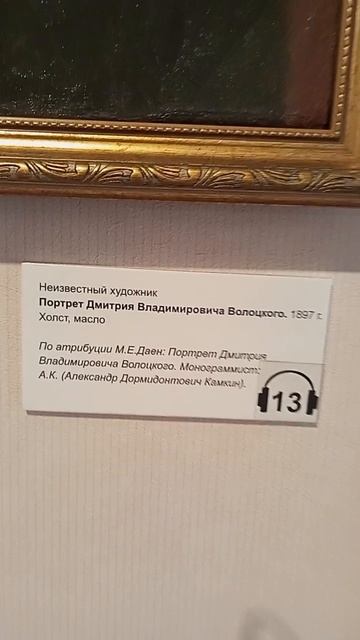 Неизвестный художник
Портрет Дмитрия Владимировича Волоцкого. 1897 г.
Холст, масло
По атрибуции М.Е.Даен: Портрет Дмитрия
Владимировича Волоцкого. Монограммист:
А.К. (Александр Дормидонтович Камкин).
13